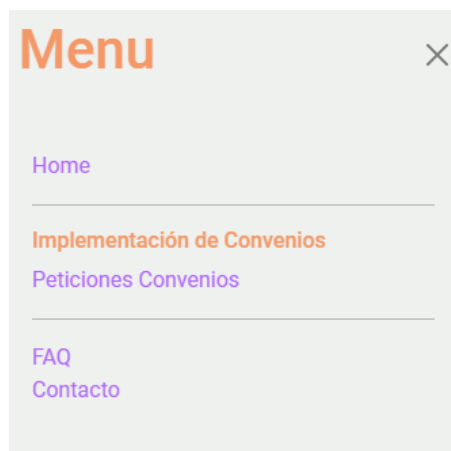 Menu
Home
Implementación de Convenios
Peticiones Convenios
FAQ
Contacto